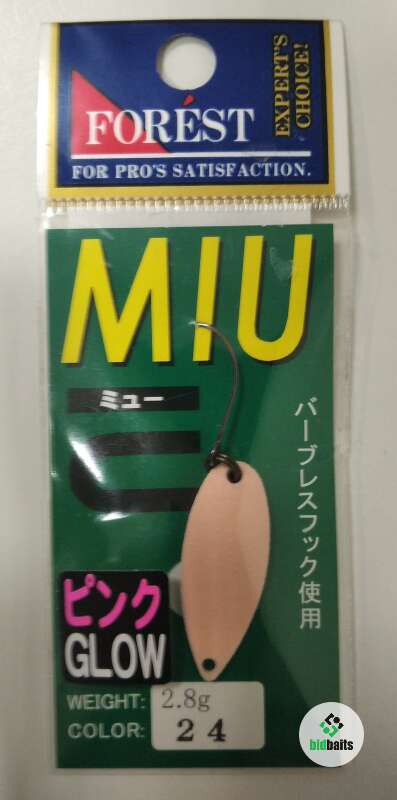 FORÉST
EXPERT'S
CHOICE!
FOR PRO'S SATISFACTION.
MIU
ミュー
バーブレスフック使用
ピンク
GLOW
WEIGHT: 2.8g
COLOR: 24
bidbaits